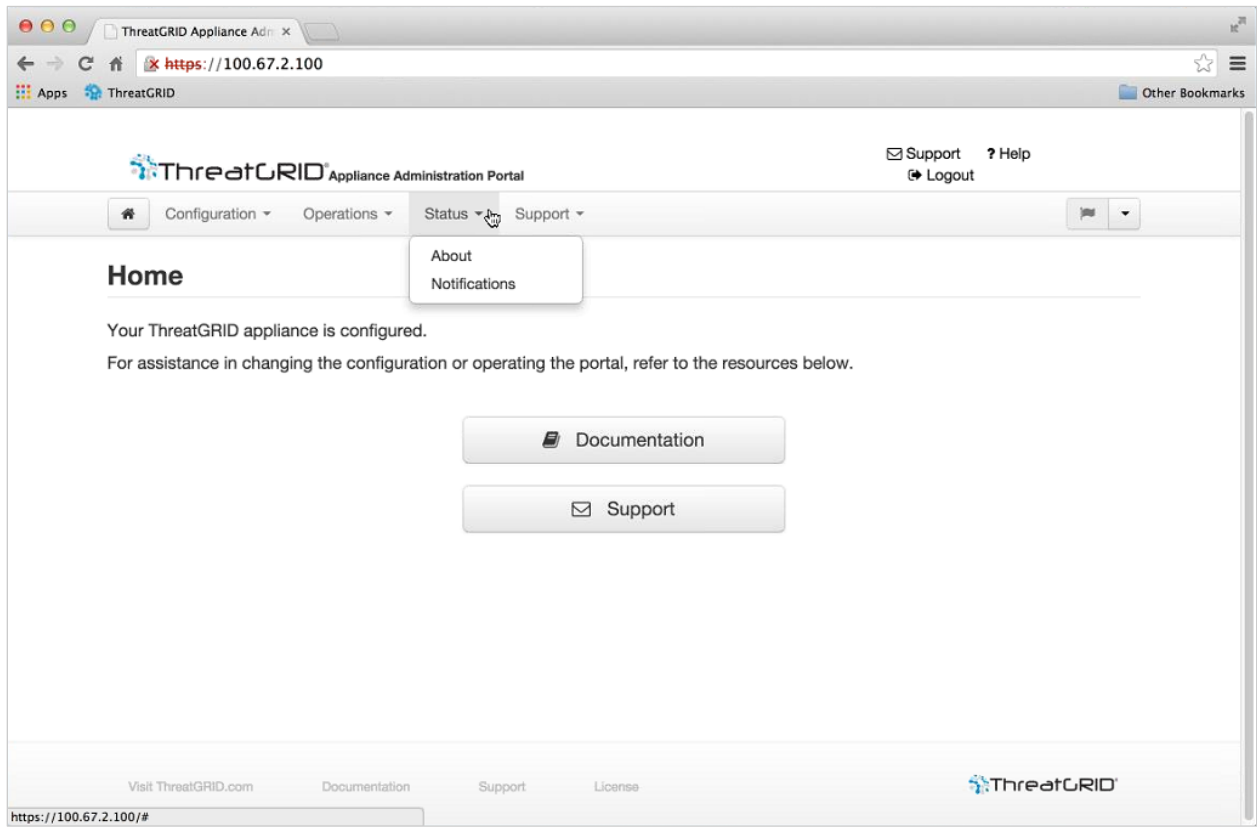 ThreatGRID Appliance Adm
https://100.67.2.100
Apps ThreatGRID Other Bookmarks
ThreatGRID® Appliance Administration Portal
Support ? Help
Logout
Configuration Operations Status Support
About
Notifications
Home
Your ThreatGRID appliance is configured.
For assistance in changing the configuration or operating the portal, refer to the resources below.
Documentation
Support
Visit ThreatGRID.com Documentation Support License ThreatGRID®
https://100.67.2.100/#